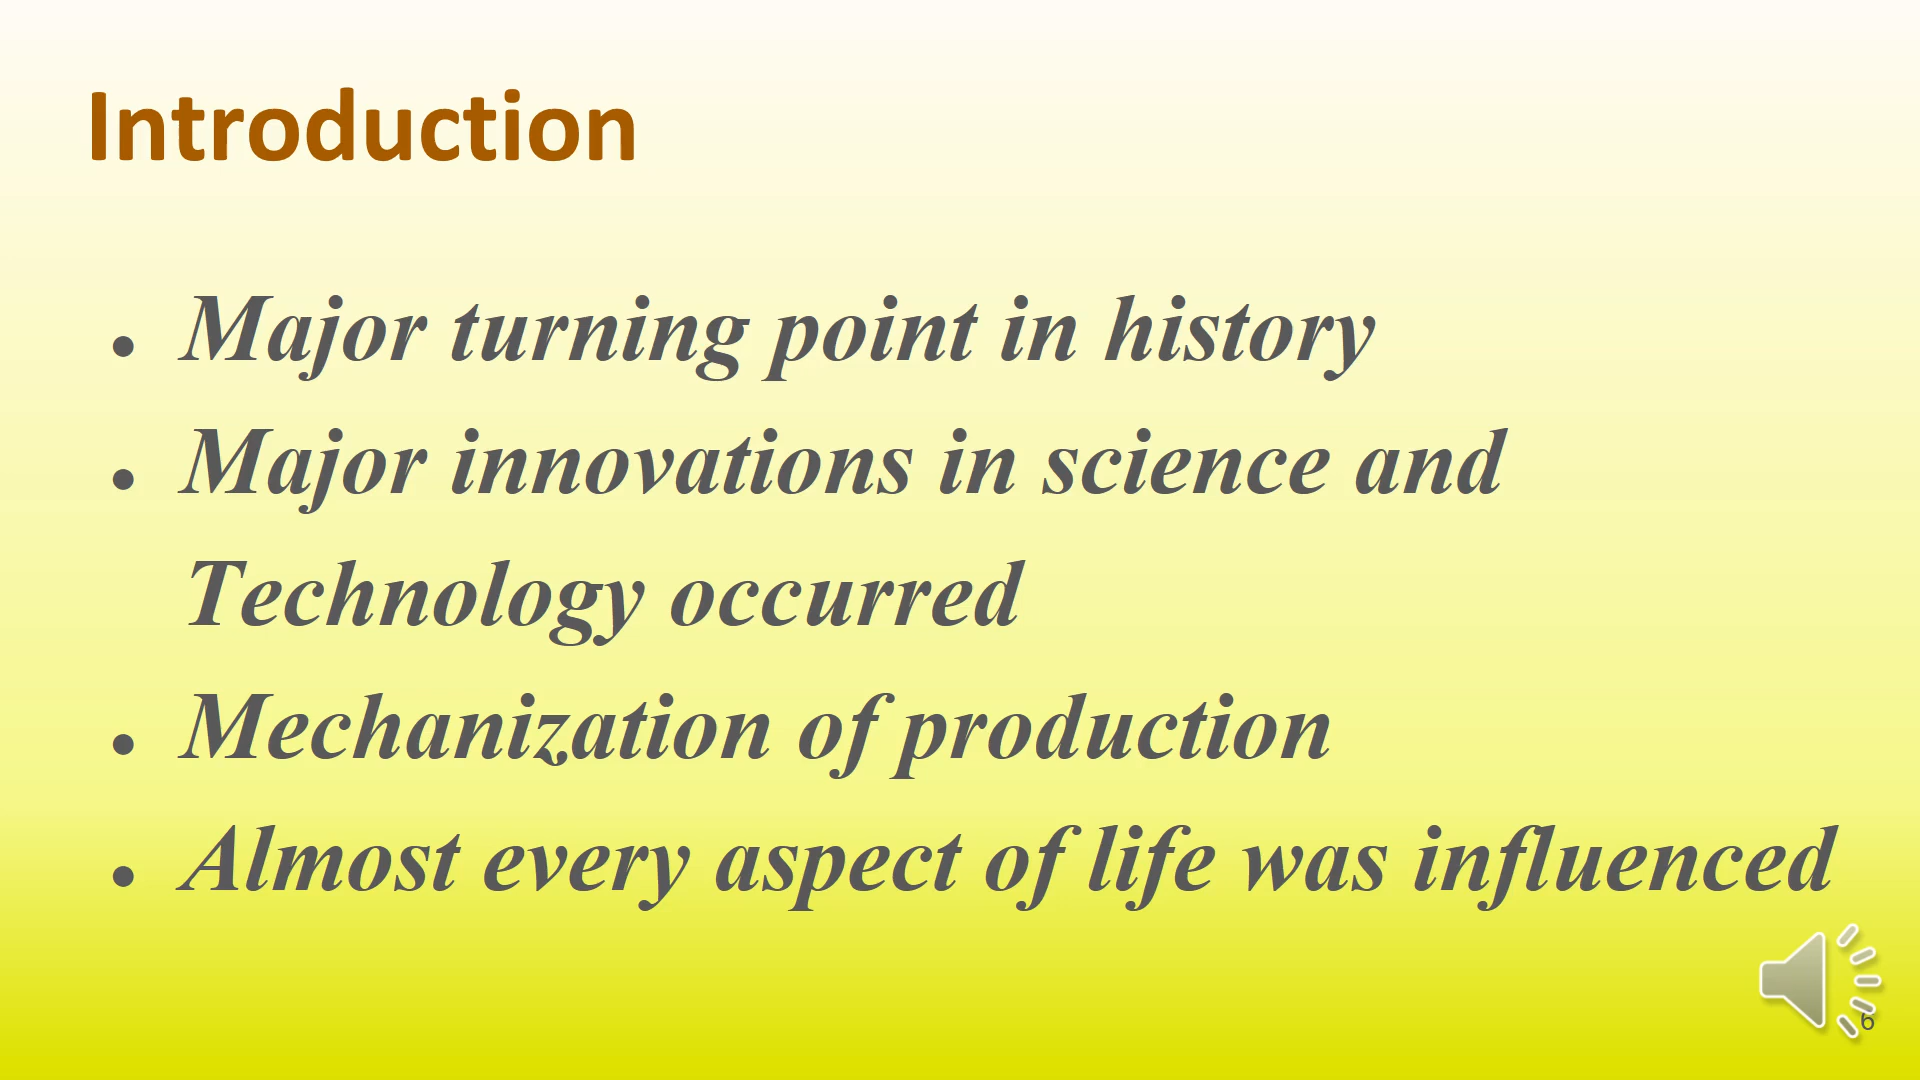 Introduction
• Major turning point in history
• Major innovations in science and
Technology occurred
• Mechanization of production
• Almost every aspect of life was influenced
6